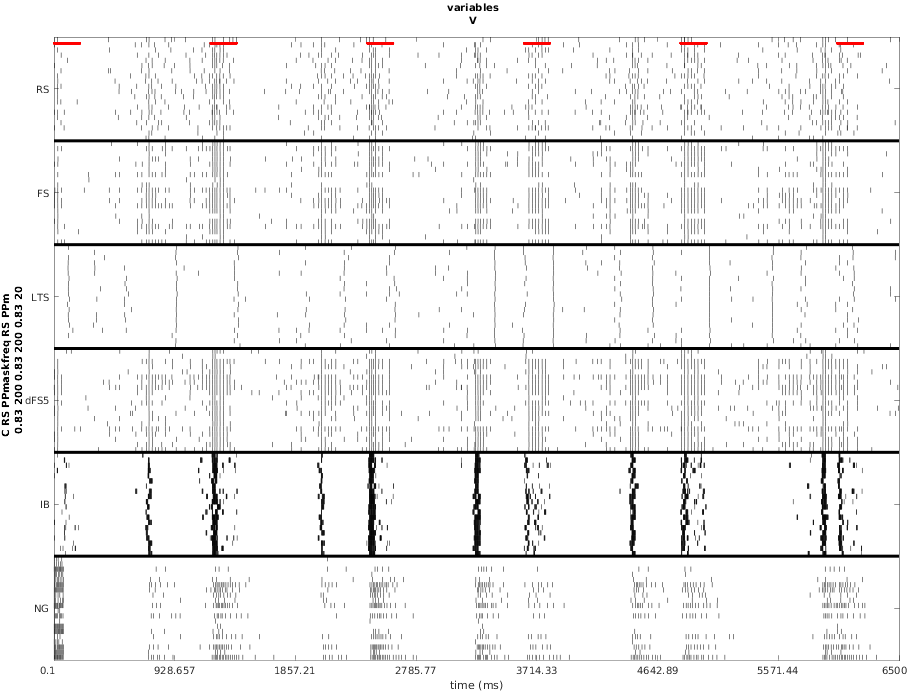 variables
V
RS
FS
LTS
dFS5
IB
NG
C RS PPmaskfreq RS PPm
0.83 200 0.83 200 0.83 20
0.1 928.657 1857.21 2785.77 3714.33 4642.89 5571.44 6500
time (ms)